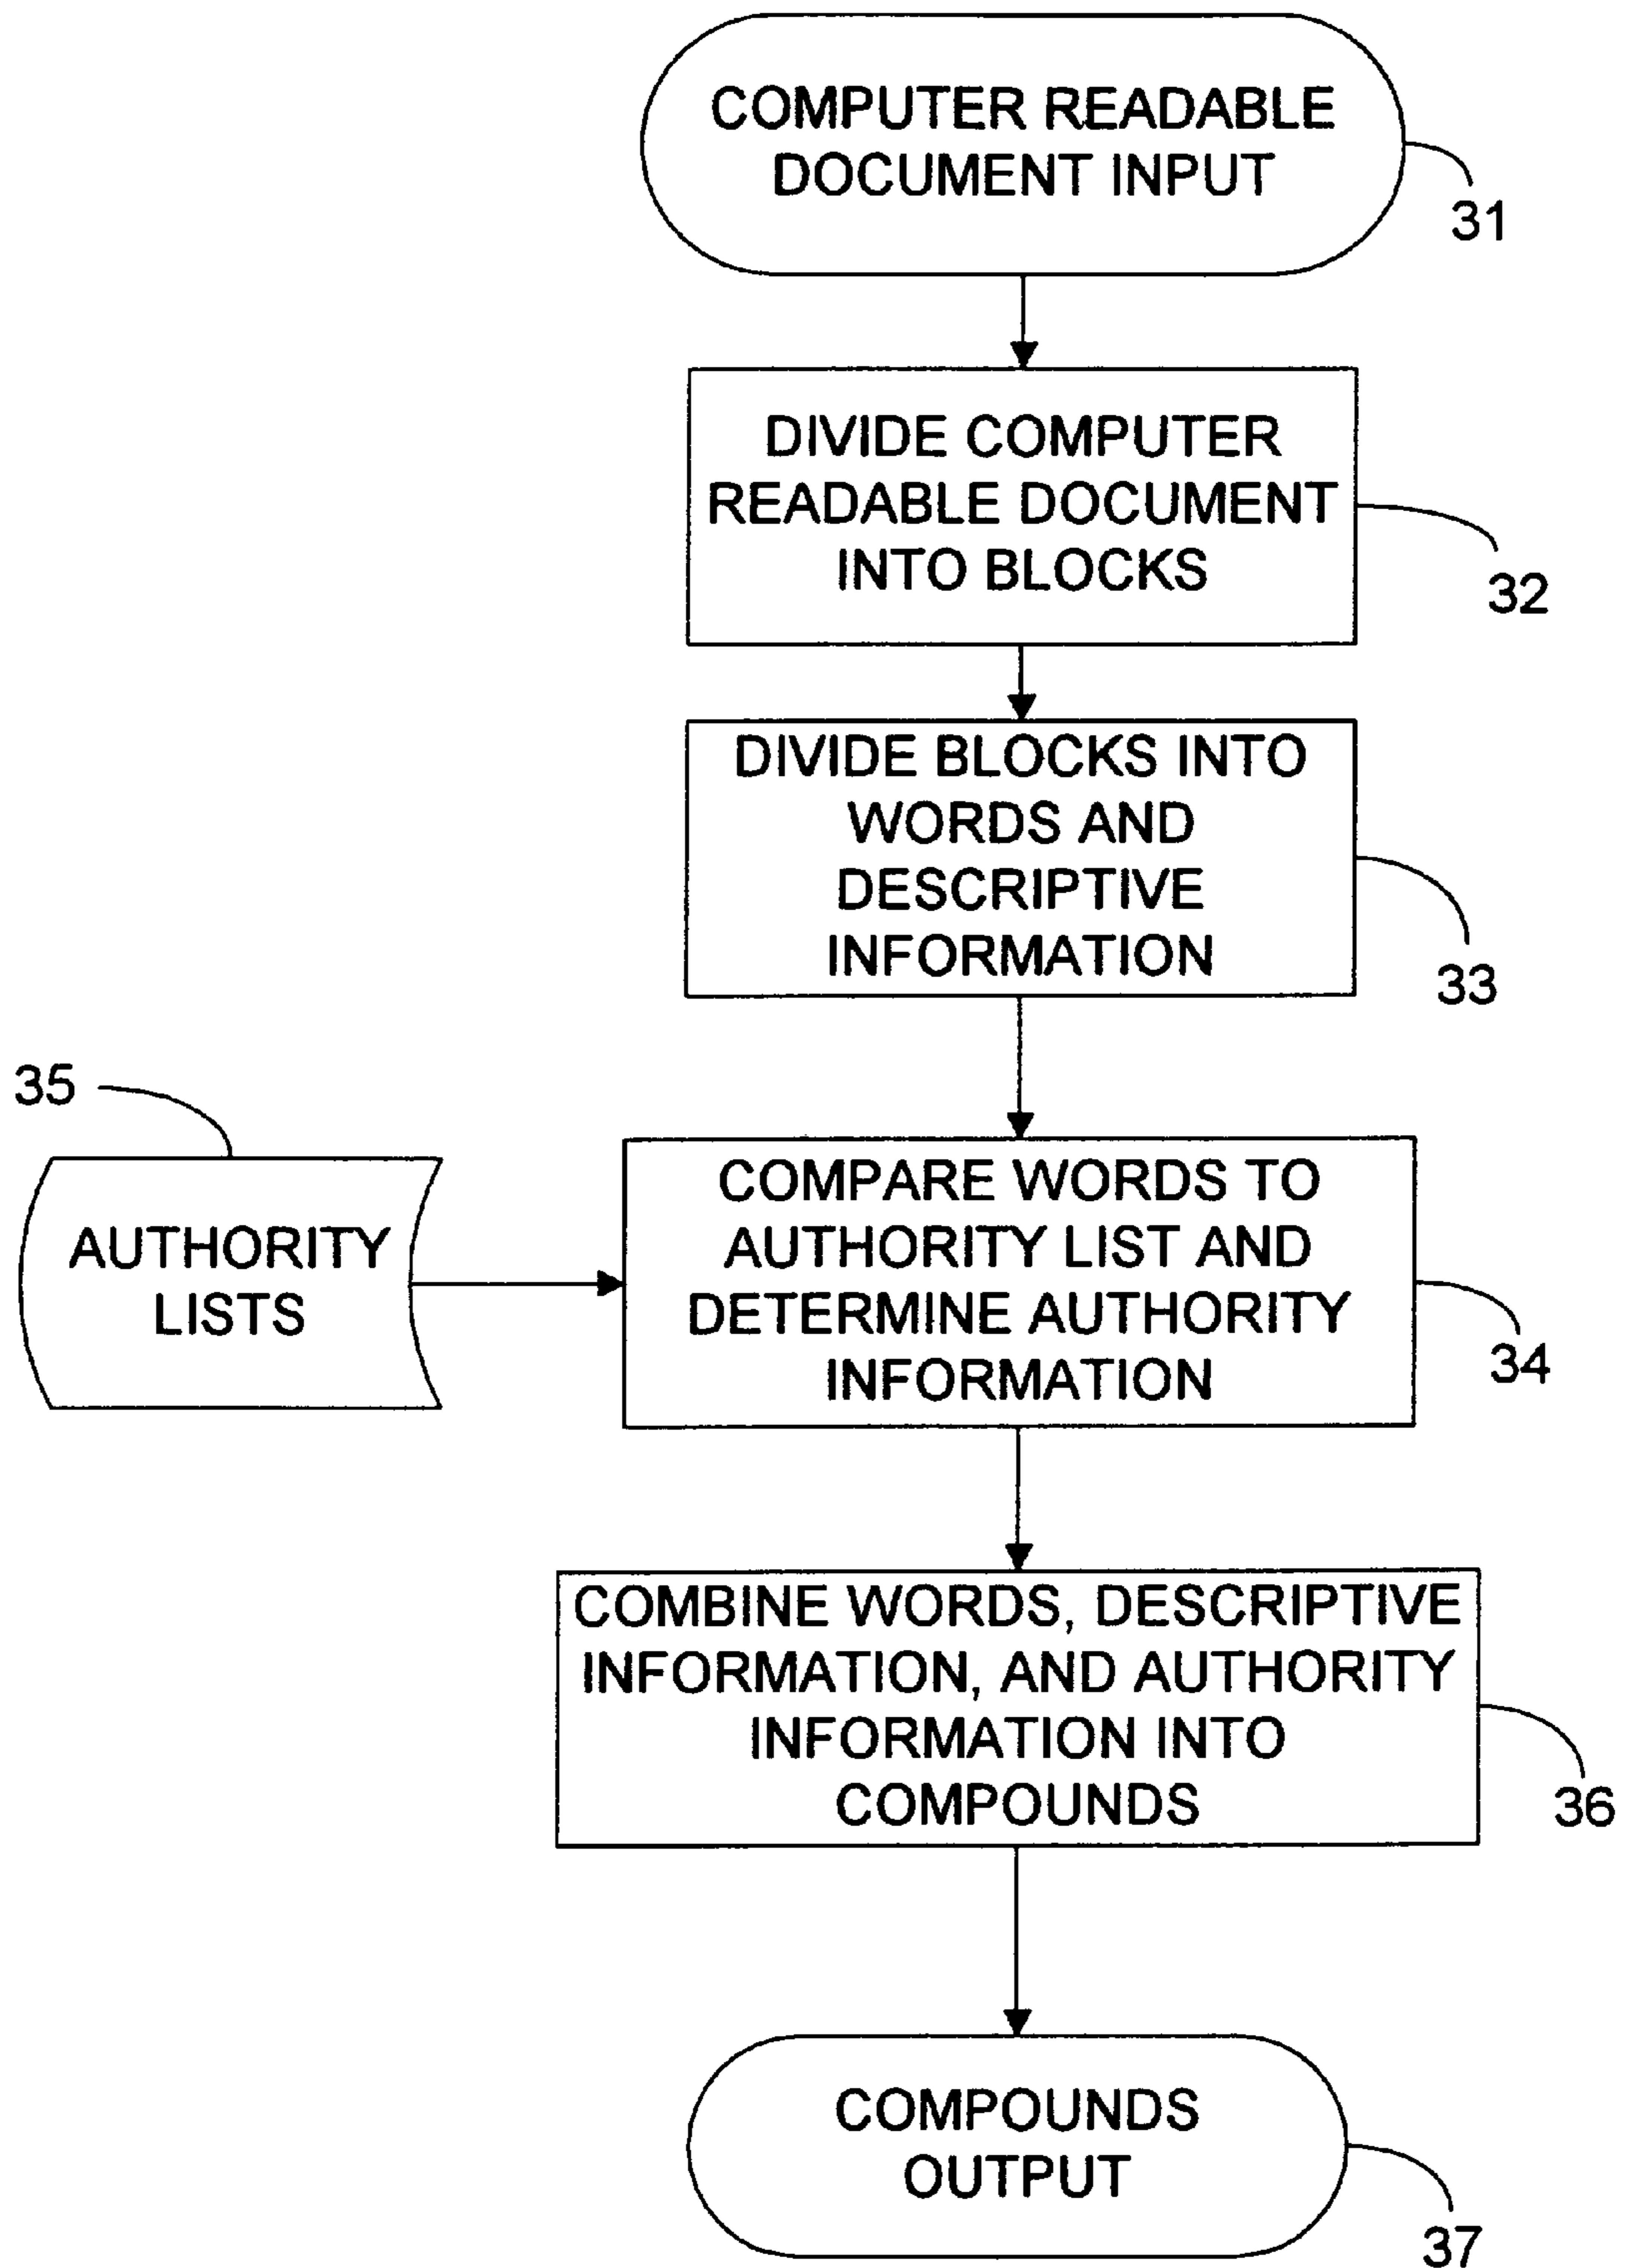 COMPUTER READABLE
DOCUMENT INPUT
31
DIVIDE COMPUTER
READABLE DOCUMENT
INTO BLOCKS
32
DIVIDE BLOCKS INTO
WORDS AND
DESCRIPTIVE
INFORMATION
33
35
AUTHORITY
LISTS
COMPARE WORDS TO
AUTHORITY LIST AND
DETERMINE AUTHORITY
INFORMATION
34
COMBINE WORDS, DESCRIPTIVE
INFORMATION, AND AUTHORITY
INFORMATION INTO
COMPOUNDS
36
COMPOUNDS
OUTPUT
37